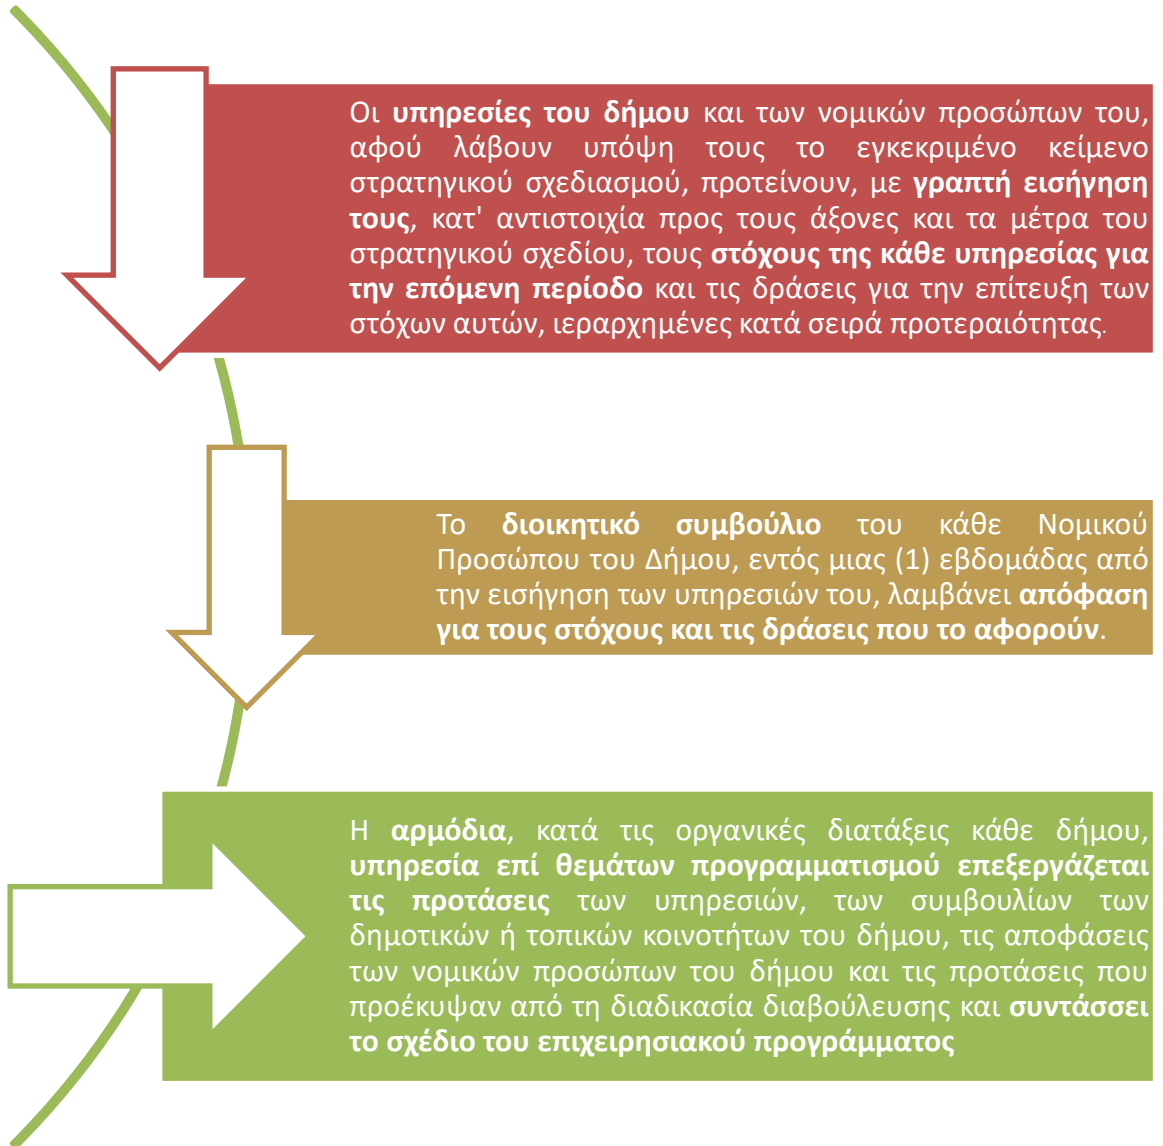 Οι υπηρεσίες του δήμου και των νομικών προσώπων του,
αφού λάβουν υπόψη τους το εγκεκριμένο κείμενο
στρατηγικού σχεδιασμού, προτείνουν, με γραπτή εισήγηση
τους, κατ' αντιστοιχία προς τους άξονες και τα μέτρα του
στρατηγικού σχεδίου, τους στόχους της κάθε υπηρεσίας για
την επόμενη περίοδο και τις δράσεις για την επίτευξη των
στόχων αυτών, ιεραρχημένες κατά σειρά προτεραιότητας.
Το διοικητικό συμβούλιο του κάθε Νομικού
Προσώπου του Δήμου, εντός μιας (1) εβδομάδας από
την εισήγηση των υπηρεσιών του, λαμβάνει απόφαση
για τους στόχους και τις δράσεις που το αφορούν.
Η αρμόδια, κατά τις οργανικές διατάξεις κάθε δήμου,
υπηρεσία επί θεμάτων προγραμματισμού επεξεργάζεται
τις προτάσεις των υπηρεσιών, των συμβουλίων των
δημοτικών ή τοπικών κοινοτήτων του δήμου, τις αποφάσεις
των νομικών προσώπων του δήμου και τις προτάσεις που
προέκυψαν από τη διαδικασία διαβούλευσης και συντάσσει
το σχέδιο του επιχειρησιακού προγράμματος